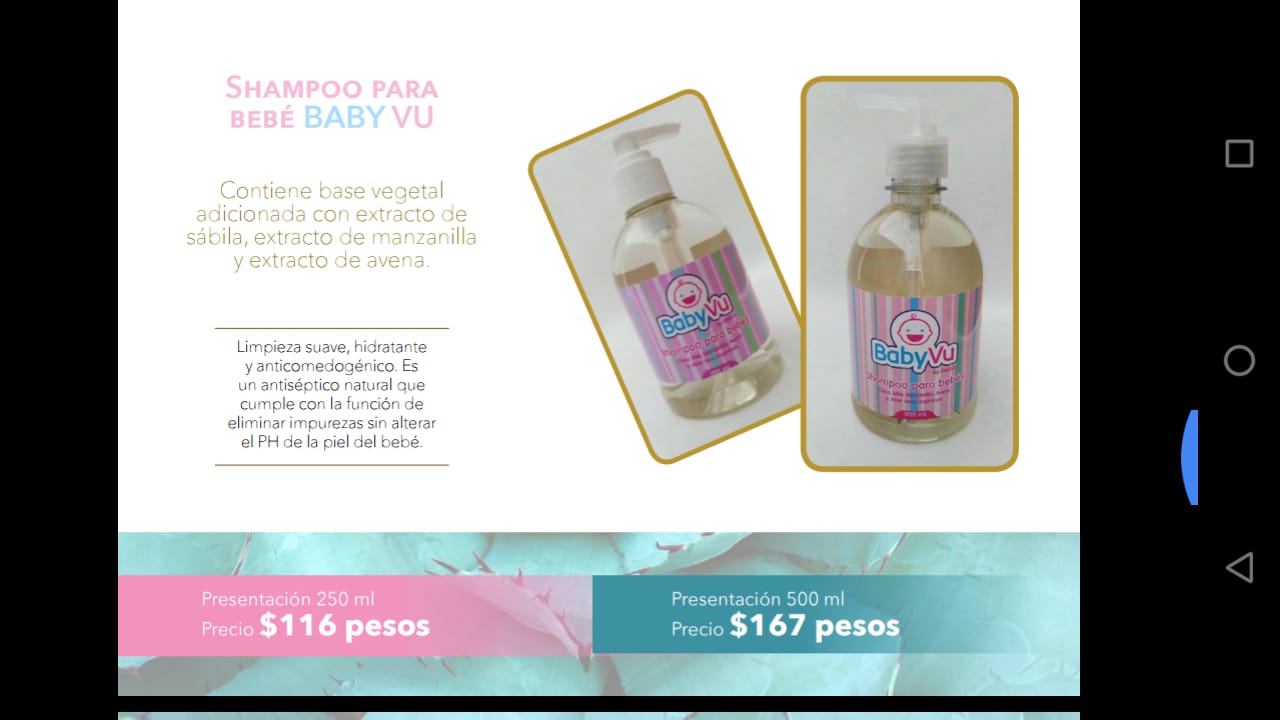 SHAMPOO PARA
BEBÉ BABY VU
Contiene base vegetal
adicionada con extracto de
sábila, extracto de manzanilla
y extracto de avena.
Limpieza suave, hidratante
y anticomedogénico. Es
un antiséptico natural que
cumple con la función de
eliminar impurezas sin alterar
el PH de la piel del bebé.
BabyVu
Shampoo para bebés
BabyVu
Shampoo para bebés
500 ml
Presentación 250 ml
Precio $116 pesos
Presentación 500 ml
Precio $167 pesos